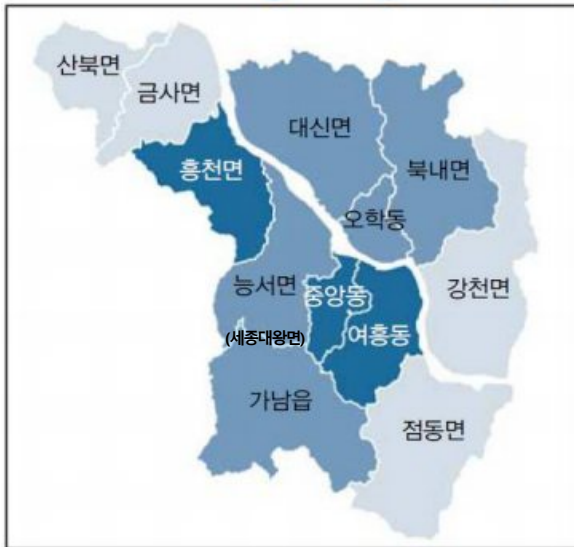 산북면
금사면
대신면
흥천면
북내면
오학동
능서면
중앙동
강천면
(세종대왕면)
여흥동
가남읍
점동면